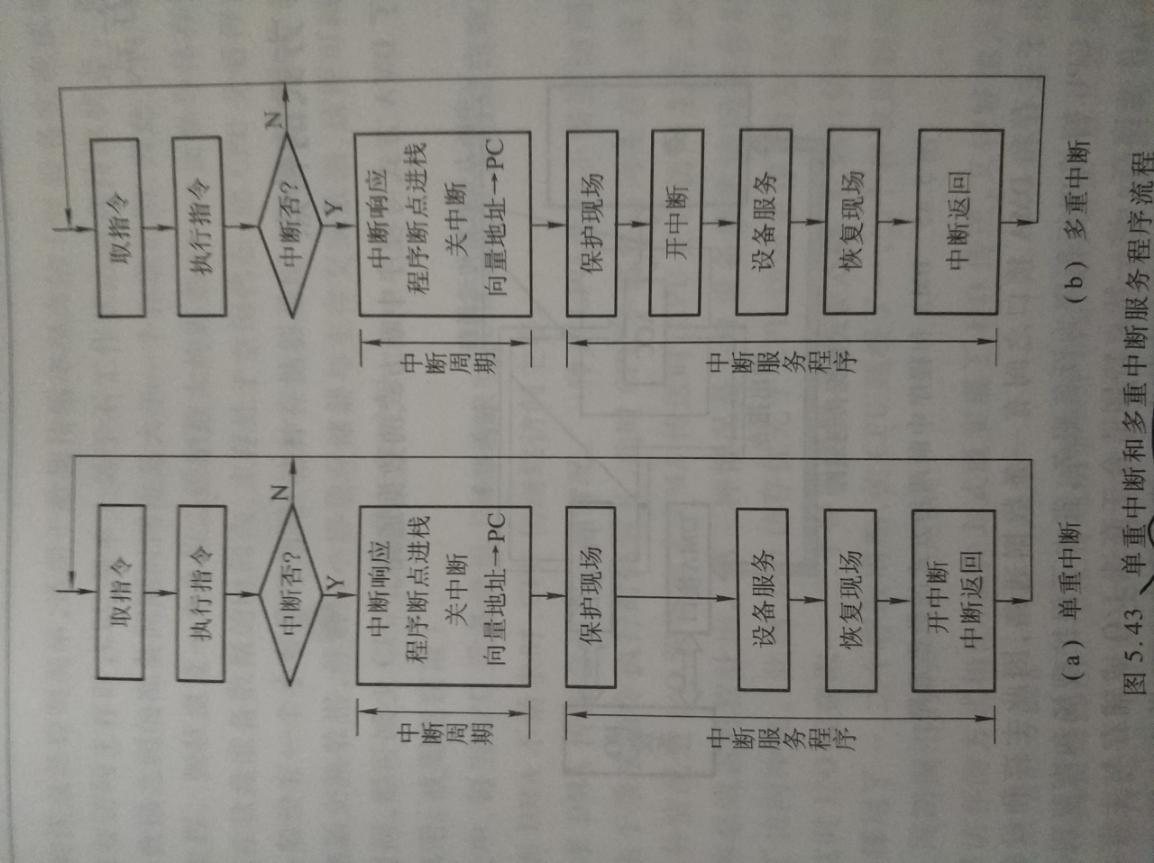 取指令
执行指令
中断否?
N
Y
中断响应
程序断点进栈
关中断
向量地址→PC
中断周期
保护现场
设备服务
恢复现场
开中断
中断返回
中断服务程序
(a) 单重中断
取指令
执行指令
中断否?
N
Y
中断响应
程序断点进栈
关中断
向量地址→PC
中断周期
保护现场
开中断
设备服务
恢复现场
中断返回
中断服务程序
(b) 多重中断
图 5.43 单重中断和多重中断服务程序流程